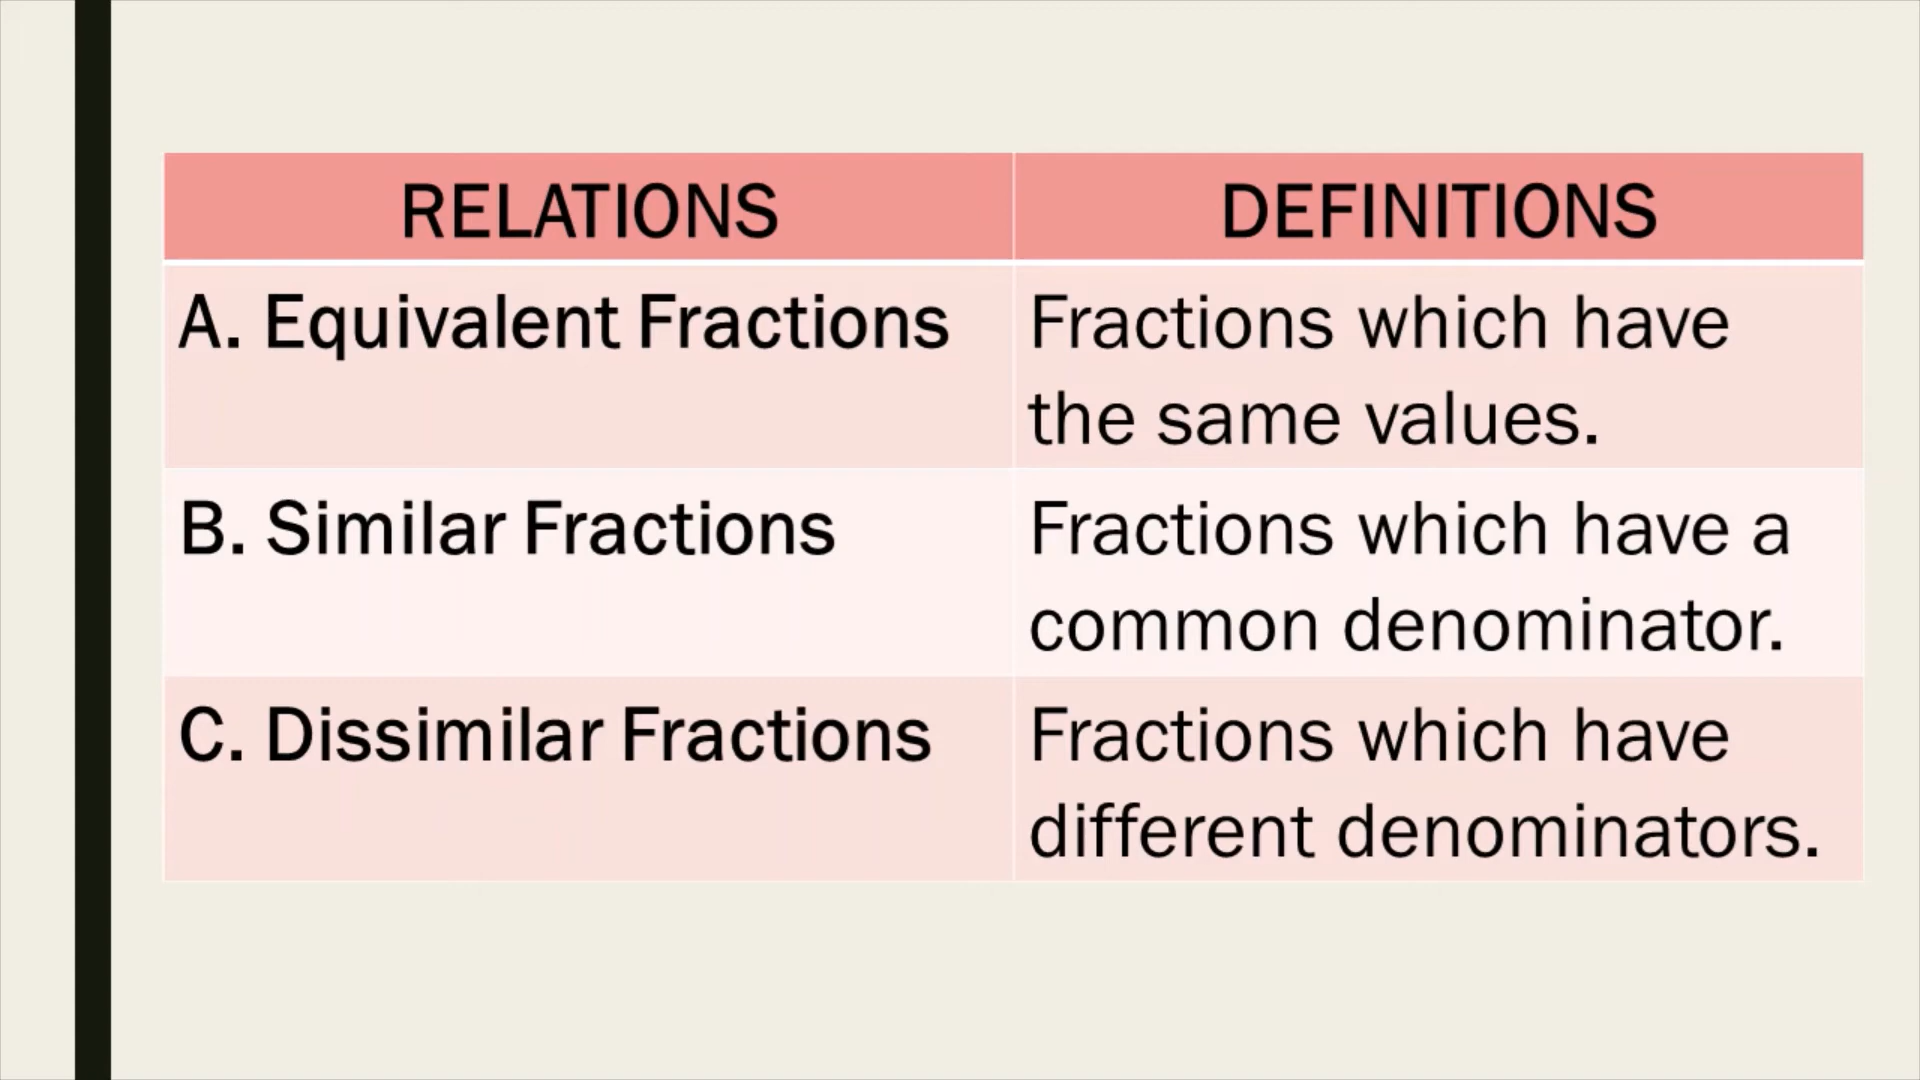 RELATIONS
DEFINITIONS
A. Equivalent Fractions
Fractions which have
the same values.
B. Similar Fractions
Fractions which have a
common denominator.
C. Dissimilar Fractions
Fractions which have
different denominators.